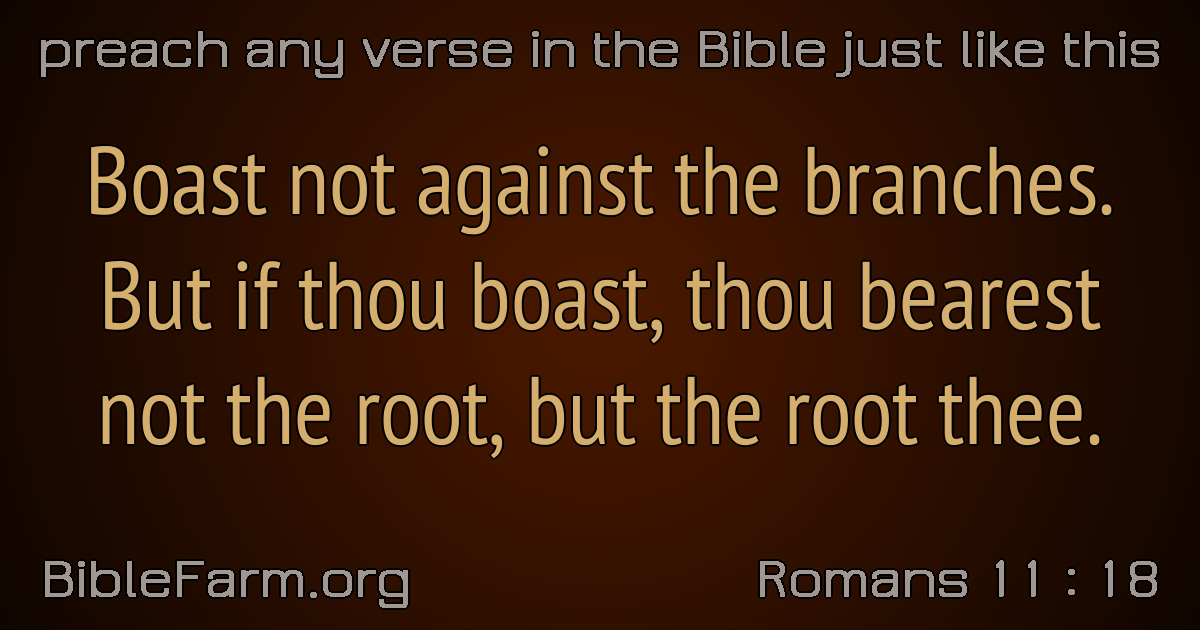 preach any verse in the Bible just like this
Boast not against the branches.
But if thou boast, thou bearest
not the root, but the root thee.
BibleFarm.org
Romans 11 : 18